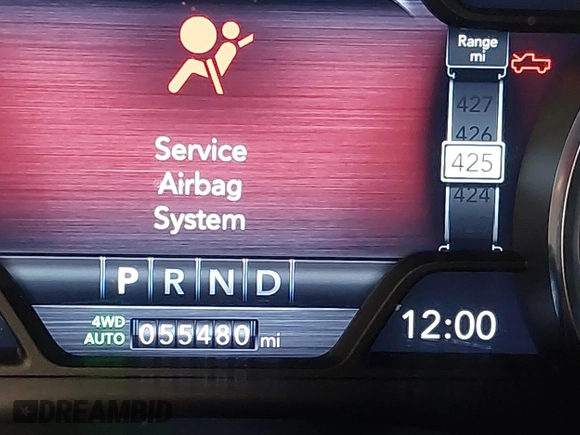 Range
mi
427
426
425
424
Service
Airbag
System
P R N D
4WD
AUTO
055480 mi
12:00
DREAMBID